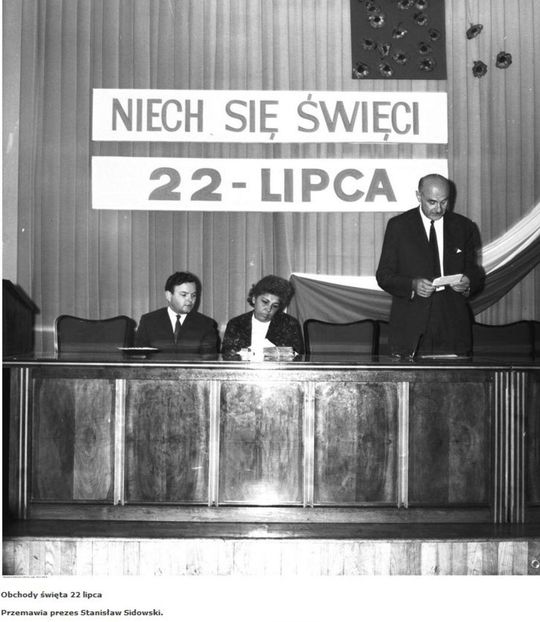 NIECH SIĘ ŚWIĘCI
22-LIPCA
Obchody święta 22 lipca
Przemawia prezes Stanisław Sidowski.